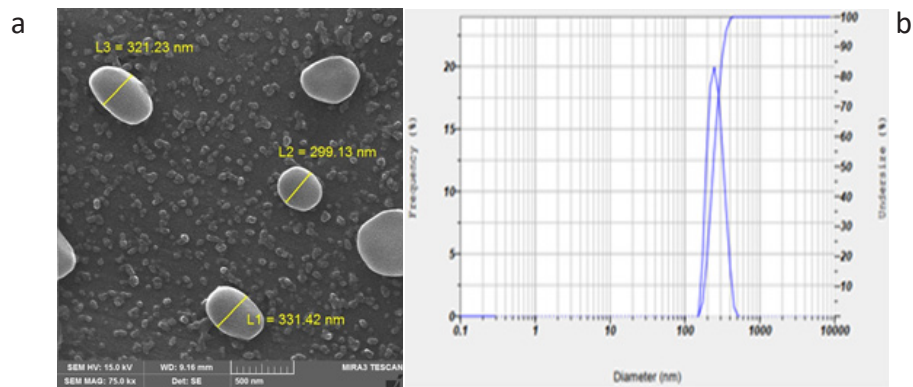 a
L3 = 321.23 nm
L2 = 299.13 nm
L1 = 331.42 nm
SEM HV: 15.0 kV WD: 9.16 mm MIRA3 TESCAN
SEM MAG: 75.0 kx Det: SE 500 nm
b
Frequency (%)
20
15
10
5
0
0.1 1 10 100 1000 10000
100
90
80
70
60
50
40
30
20
10
0
Undersize (%)
Diameter (nm)